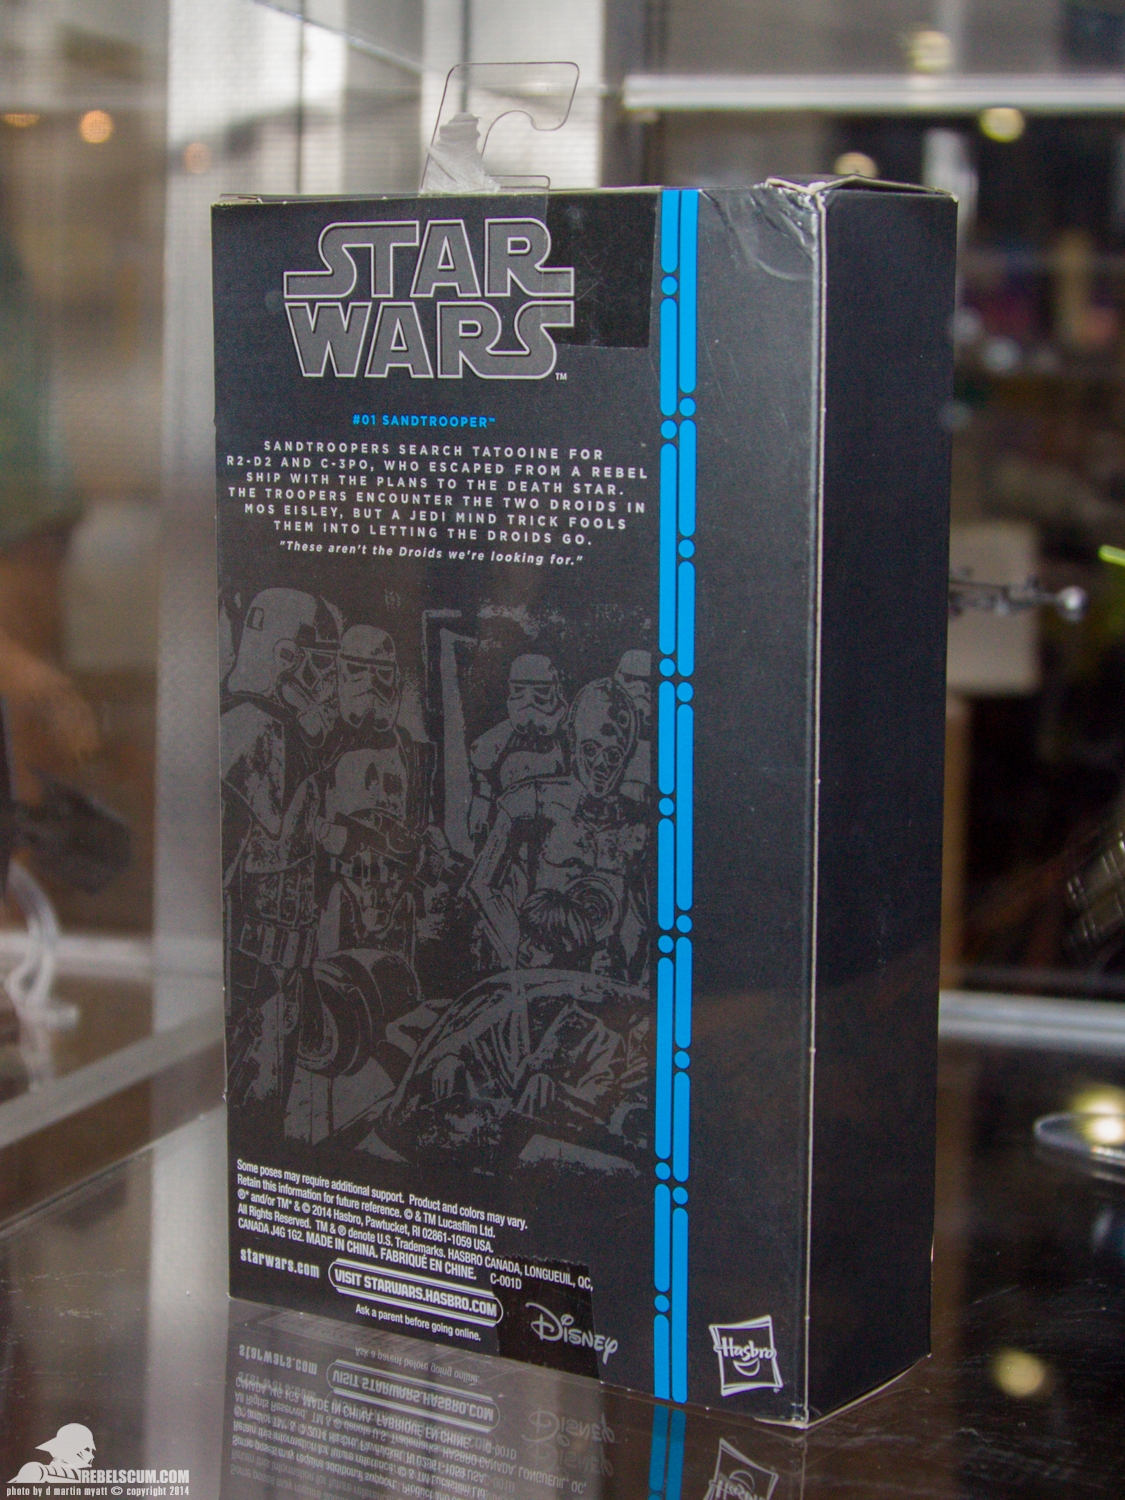 STAR
WARS
™
#01 SANDTROOPER™
SANDTROOPERS SEARCH TATOOINE FOR
R2-D2 AND C-3PO, WHO ESCAPED FROM A REBEL
SHIP WITH THE PLANS TO THE DEATH STAR.
THE TROOPERS ENCOUNTER THE TWO DROIDS IN
MOS EISLEY, BUT A JEDI MIND TRICK FOOLS
THEM INTO LETTING THE DROIDS GO.
"These aren't the Droids we're looking for."
Some poses may require additional support. Product and colors may vary.
Retain this information for future reference. © & TM Lucasfilm Ltd.
®* and/or TM* & © 2014 Hasbro, Pawtucket, RI 02861-1059 USA.
All Rights Reserved. TM & ® denote U.S. Trademarks. HASBRO CANADA, LONGUEUIL, QC,
CANADA J4G 1G2. MADE IN CHINA. FABRIQUÉ EN CHINE. C-001D
starwars.com
VISIT STARWARS.HASBRO.COM
Ask a parent before going online.
Disney
Hasbro
REBELSCUM.COM
photo by d martin myatt © copyright 2014